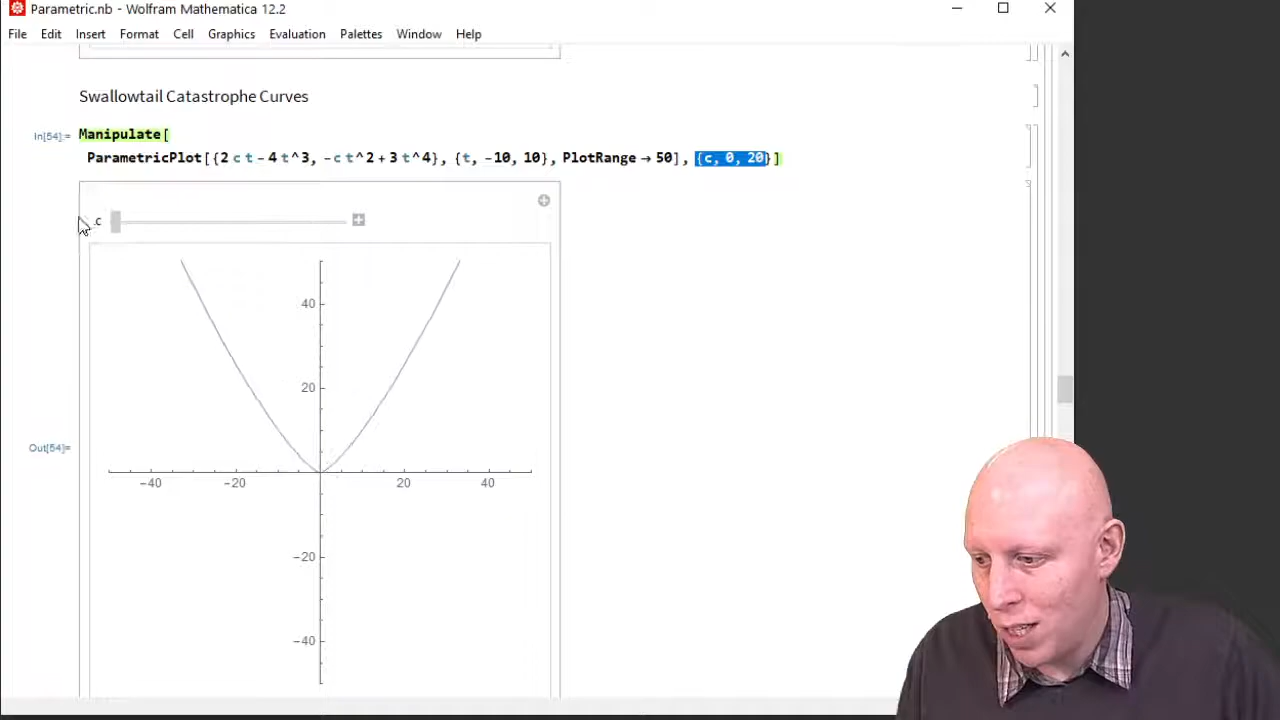 Parametric.nb - Wolfram Mathematica 12.2
File Edit Insert Format Cell Graphics Evaluation Palettes Window Help
Swallowtail Catastrophe Curves
In[54]:= Manipulate[
ParametricPlot[{2 c t - 4 t^3, -c t^2 + 3 t^4}, {t, -10, 10}, PlotRange → 50], {c, 0, 20}]
c
40
20
-40 -20 20 40
Out[54]=
-20
-40